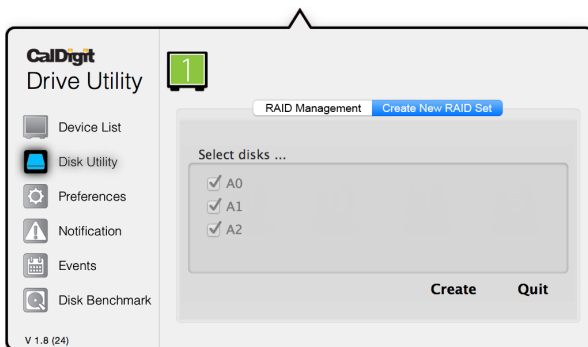 CalDigit
Drive Utility
1
Device List
Disk Utility
Preferences
Notification
Events
Disk Benchmark
V 1.8 (24)
RAID Management
Create New RAID Set
Select disks ...
A0
A1
A2
Create
Quit